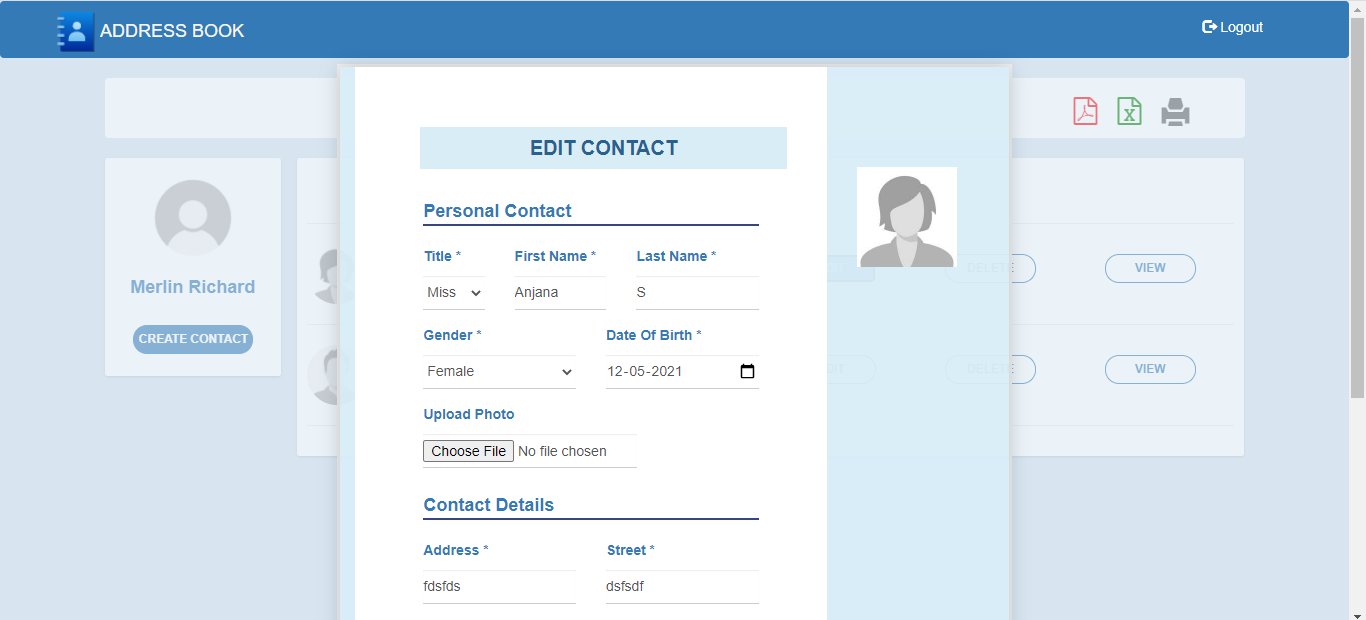 ADDRESS BOOK
Logout
EDIT CONTACT
Merlin Richard
CREATE CONTACT
Personal Contact
Title * First Name * Last Name *
Miss Anjana S
Gender * Date Of Birth *
Female 12-05-2021
Upload Photo
Choose File No file chosen
Contact Details
Address * Street *
fdsfds dsfsdf
DELETE VIEW
DELETE VIEW